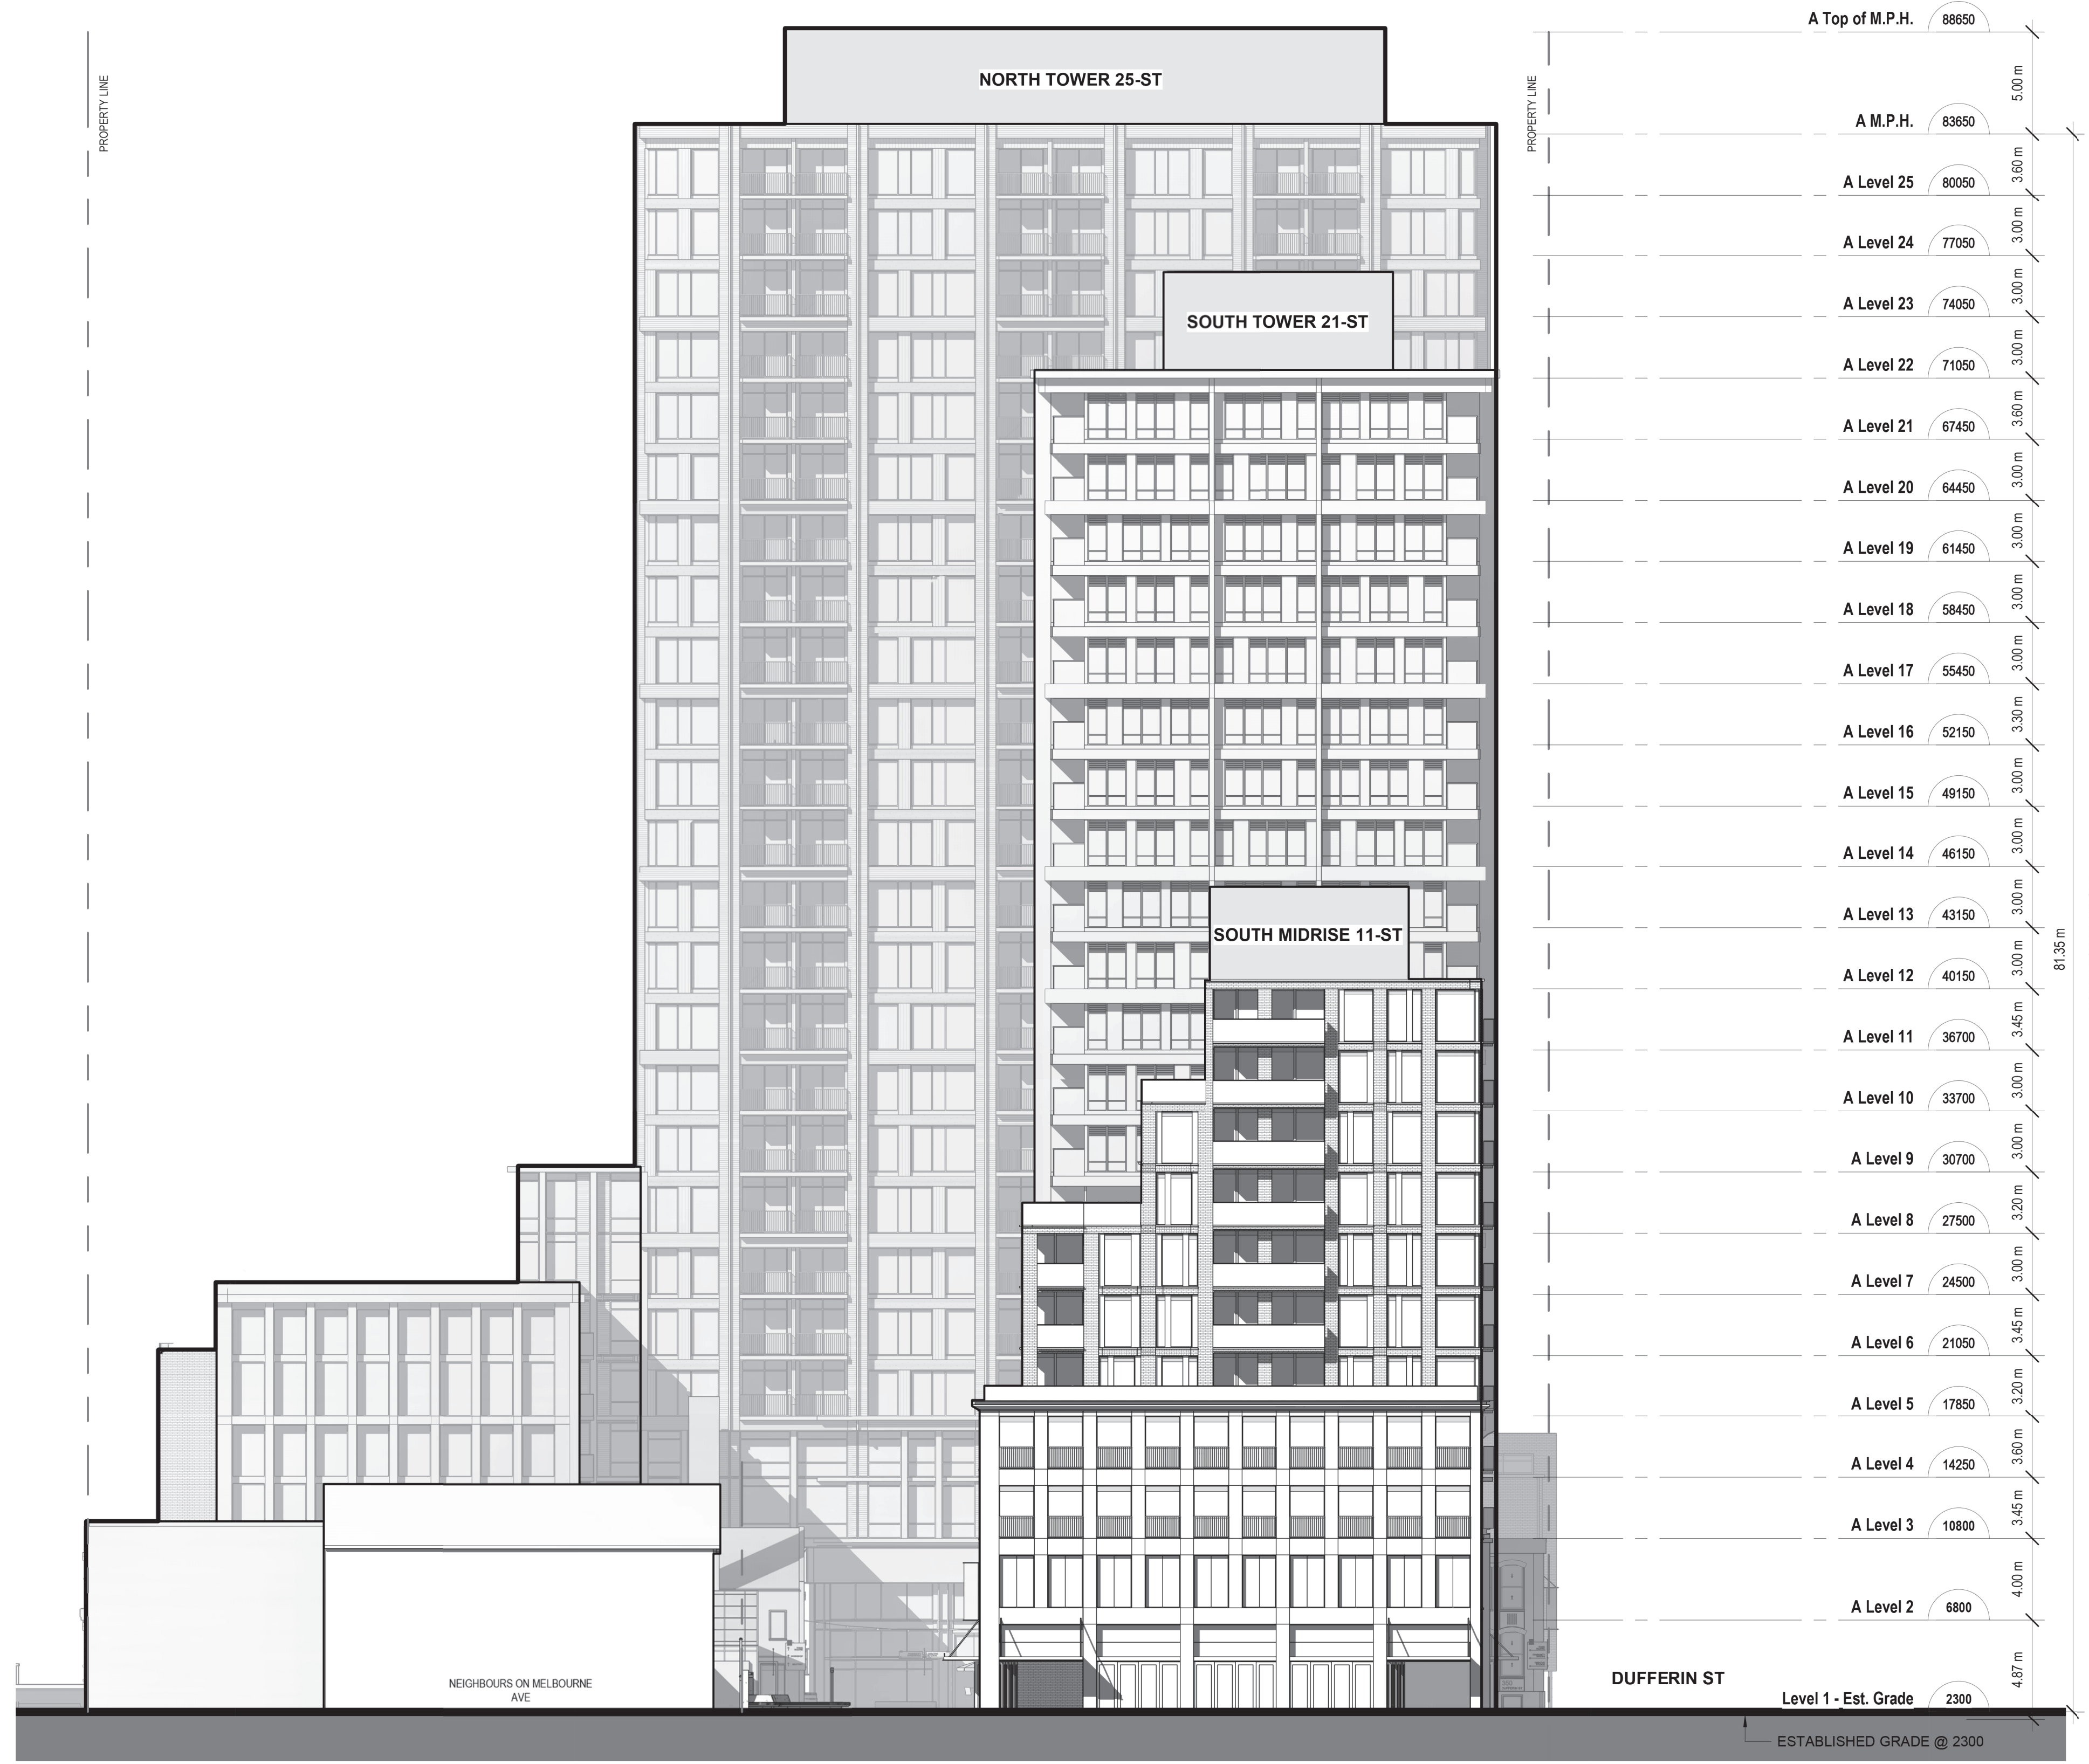 A Top of M.P.H. 88650
PROPERTY LINE
NORTH TOWER 25-ST
PROPERTY LINE
5.00 m
A M.P.H. 83650
3.60 m
A Level 25 80050
3.00 m
A Level 24 77050
3.00 m
A Level 23 74050
SOUTH TOWER 21-ST
3.00 m
A Level 22 71050
3.60 m
A Level 21 67450
3.00 m
A Level 20 64450
3.00 m
A Level 19 61450
3.00 m
A Level 18 58450
3.00 m
A Level 17 55450
3.30 m
A Level 16 52150
3.00 m
A Level 15 49150
3.00 m
A Level 14 46150
3.00 m
A Level 13 43150
SOUTH MIDRISE 11-ST
81.35 m
3.00 m
A Level 12 40150
3.45 m
A Level 11 36700
3.00 m
A Level 10 33700
3.00 m
A Level 9 30700
3.20 m
A Level 8 27500
3.00 m
A Level 7 24500
3.45 m
A Level 6 21050
3.20 m
A Level 5 17850
3.60 m
A Level 4 14250
3.45 m
A Level 3 10800
4.00 m
A Level 2 6800
4.87 m
DUFFERIN ST
NEIGHBOURS ON MELBOURNE
AVE
Level 1 - Est. Grade 2300
ESTABLISHED GRADE @ 2300